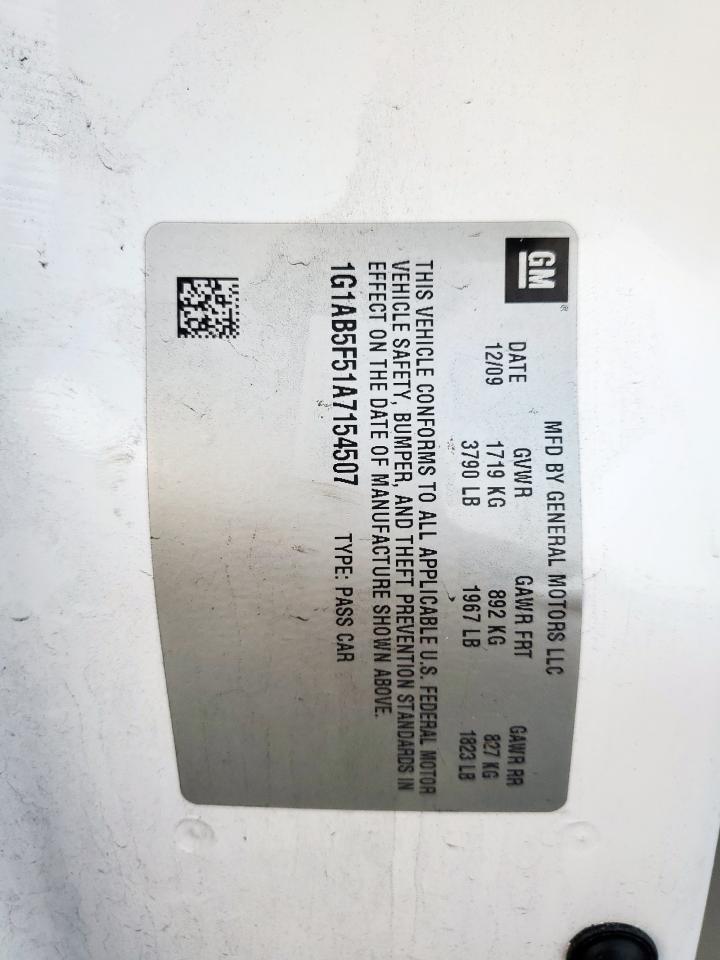 GM®
MFD BY GENERAL MOTORS LLC
DATE GVWR GAWR FRT GAWR RR
12/09 1719 KG 892 KG 827 KG
3790 LB 1967 LB 1823 LB
THIS VEHICLE CONFORMS TO ALL APPLICABLE U.S. FEDERAL MOTOR
VEHICLE SAFETY, BUMPER, AND THEFT PREVENTION STANDARDS IN
EFFECT ON THE DATE OF MANUFACTURE SHOWN ABOVE.
1G1AB5F51A7154507 TYPE: PASS CAR